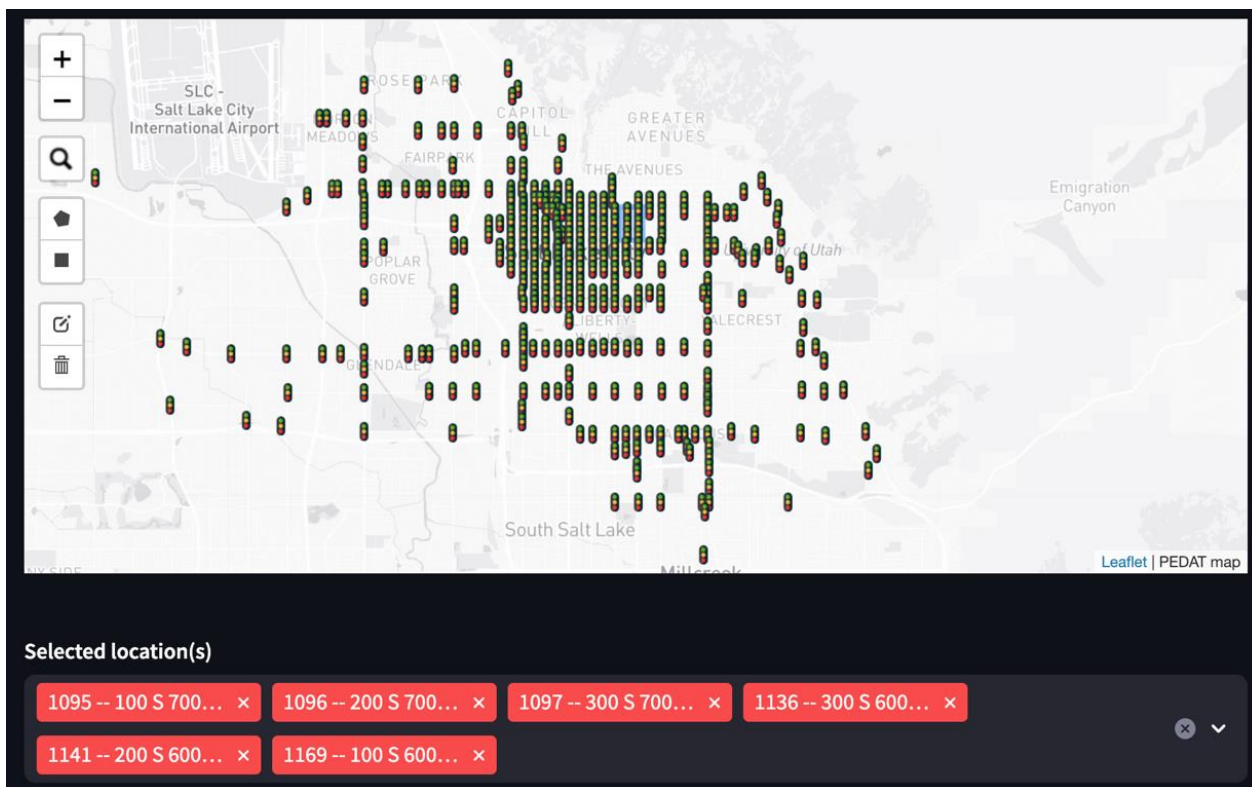 +
−
SLC -
Salt Lake City
International Airport
ROSE PARK
MEADOWS
CAPITOL
HILL
GREATER
AVENUES
FAIRPARK
THE AVENUES
Emigration
Canyon
University of Utah
POPLAR
GROVE
LIBERTY-
WELLS
GLENDALE
South Salt Lake
Millcreek
Leaflet | PEDAT map
Selected location(s)
1095 -- 100 S 700... ×
1096 -- 200 S 700... ×
1097 -- 300 S 700... ×
1136 -- 300 S 600... ×
1141 -- 200 S 600... ×
1169 -- 100 S 600... ×